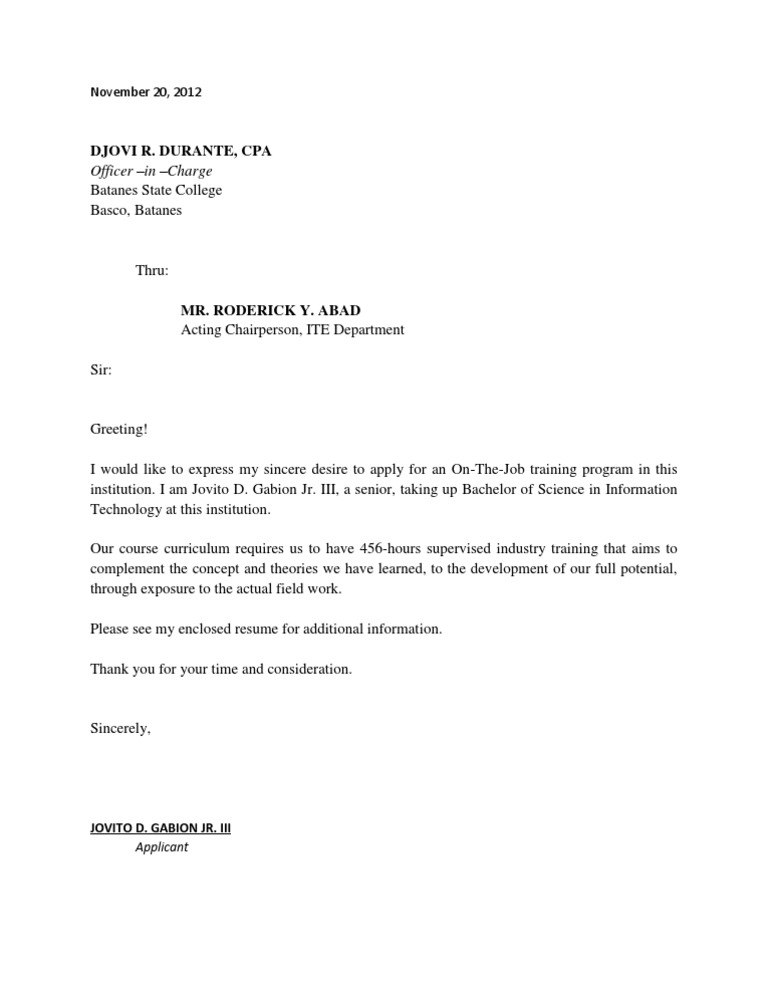 November 20, 2012
DJOVI R. DURANTE, CPA
Officer –in –Charge
Batanes State College
Basco, Batanes
Thru:
MR. RODERICK Y. ABAD
Acting Chairperson, ITE Department
Sir:
Greeting!
I would like to express my sincere desire to apply for an On-The-Job training program in this
institution. I am Jovito D. Gabion Jr. III, a senior, taking up Bachelor of Science in Information
Technology at this institution.
Our course curriculum requires us to have 456-hours supervised industry training that aims to
complement the concept and theories we have learned, to the development of our full potential,
through exposure to the actual field work.
Please see my enclosed resume for additional information.
Thank you for your time and consideration.
Sincerely,
JOVITO D. GABION JR. III
Applicant